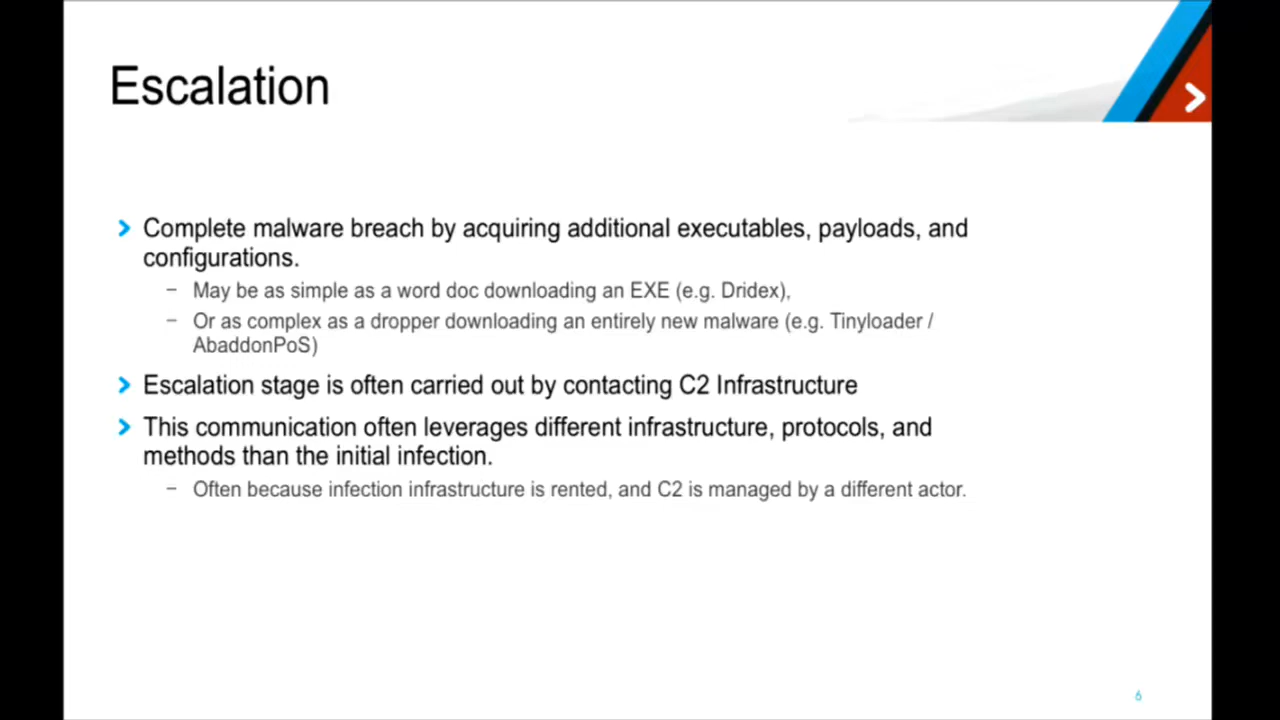 Escalation
Complete malware breach by acquiring additional executables, payloads, and
configurations.
– May be as simple as a word doc downloading an EXE (e.g. Dridex),
– Or as complex as a dropper downloading an entirely new malware (e.g. Tinyloader /
AbaddonPoS)
Escalation stage is often carried out by contacting C2 Infrastructure
This communication often leverages different infrastructure, protocols, and
methods than the initial infection.
– Often because infection infrastructure is rented, and C2 is managed by a different actor.
6